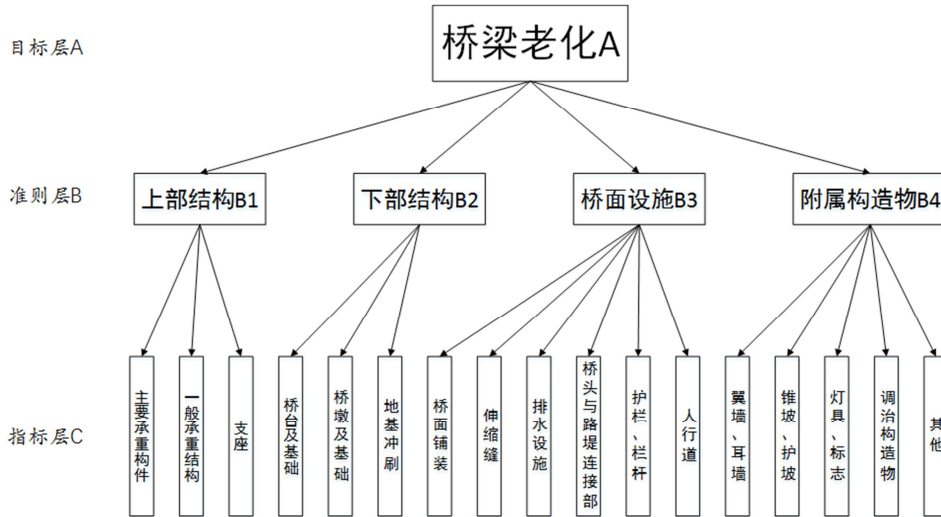 目标层A
桥梁老化A
准则层B
上部结构B1
下部结构B2
桥面设施B3
附属构造物B4
指标层C
主要承重构件
一般承重结构
支座
桥台及基础
桥墩及基础
地基冲刷
桥面铺装
伸缩缝
排水设施
桥头与路堤连接部
护栏、栏杆
人行道
翼墙、耳墙
锥坡、护坡
灯具、标志
调治构造物
其他